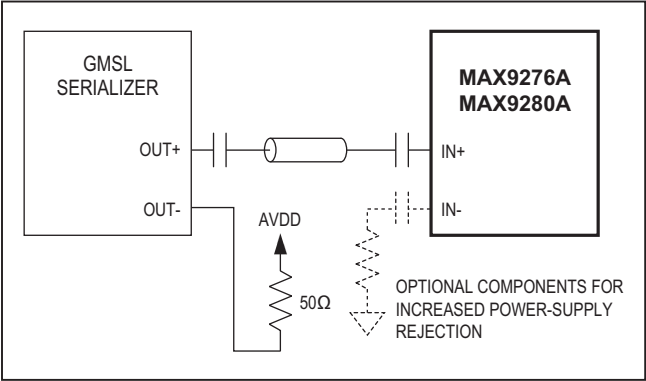 GMSL
SERIALIZER
MAX9276A
MAX9280A
OUT+
IN+
OUT-
IN-
AVDD
50Ω
OPTIONAL COMPONENTS FOR
INCREASED POWER-SUPPLY
REJECTION